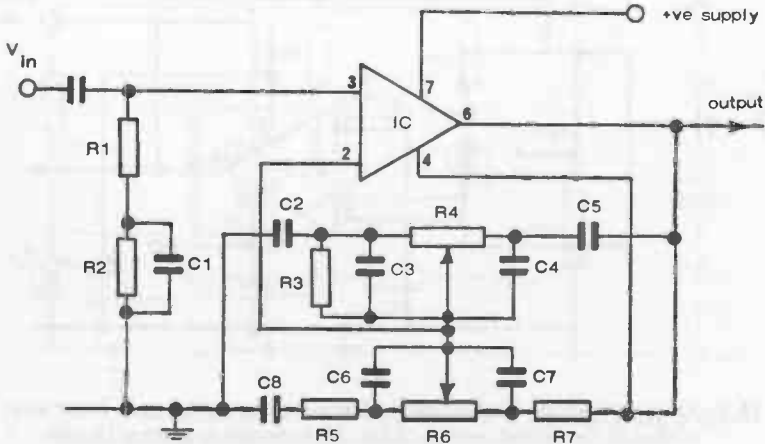 +ve supply
V in
3
7
IC
6
output
2
4
R1
C2
R4
C5
R2
C1
R3
C3
C4
C8
C6
C7
R5
R6
R7